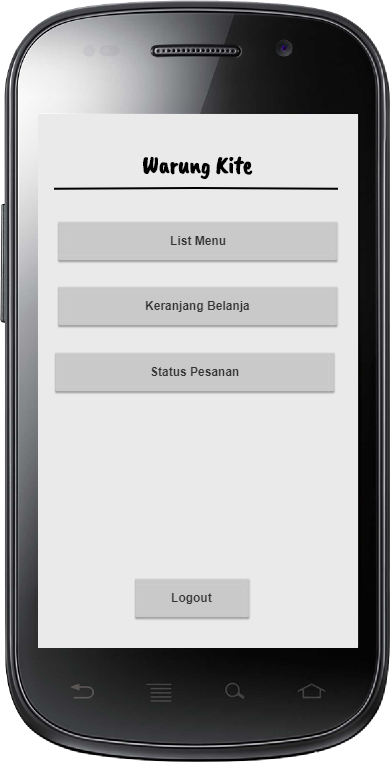 Warung Kite
List Menu
Keranjang Belanja
Status Pesanan
Logout